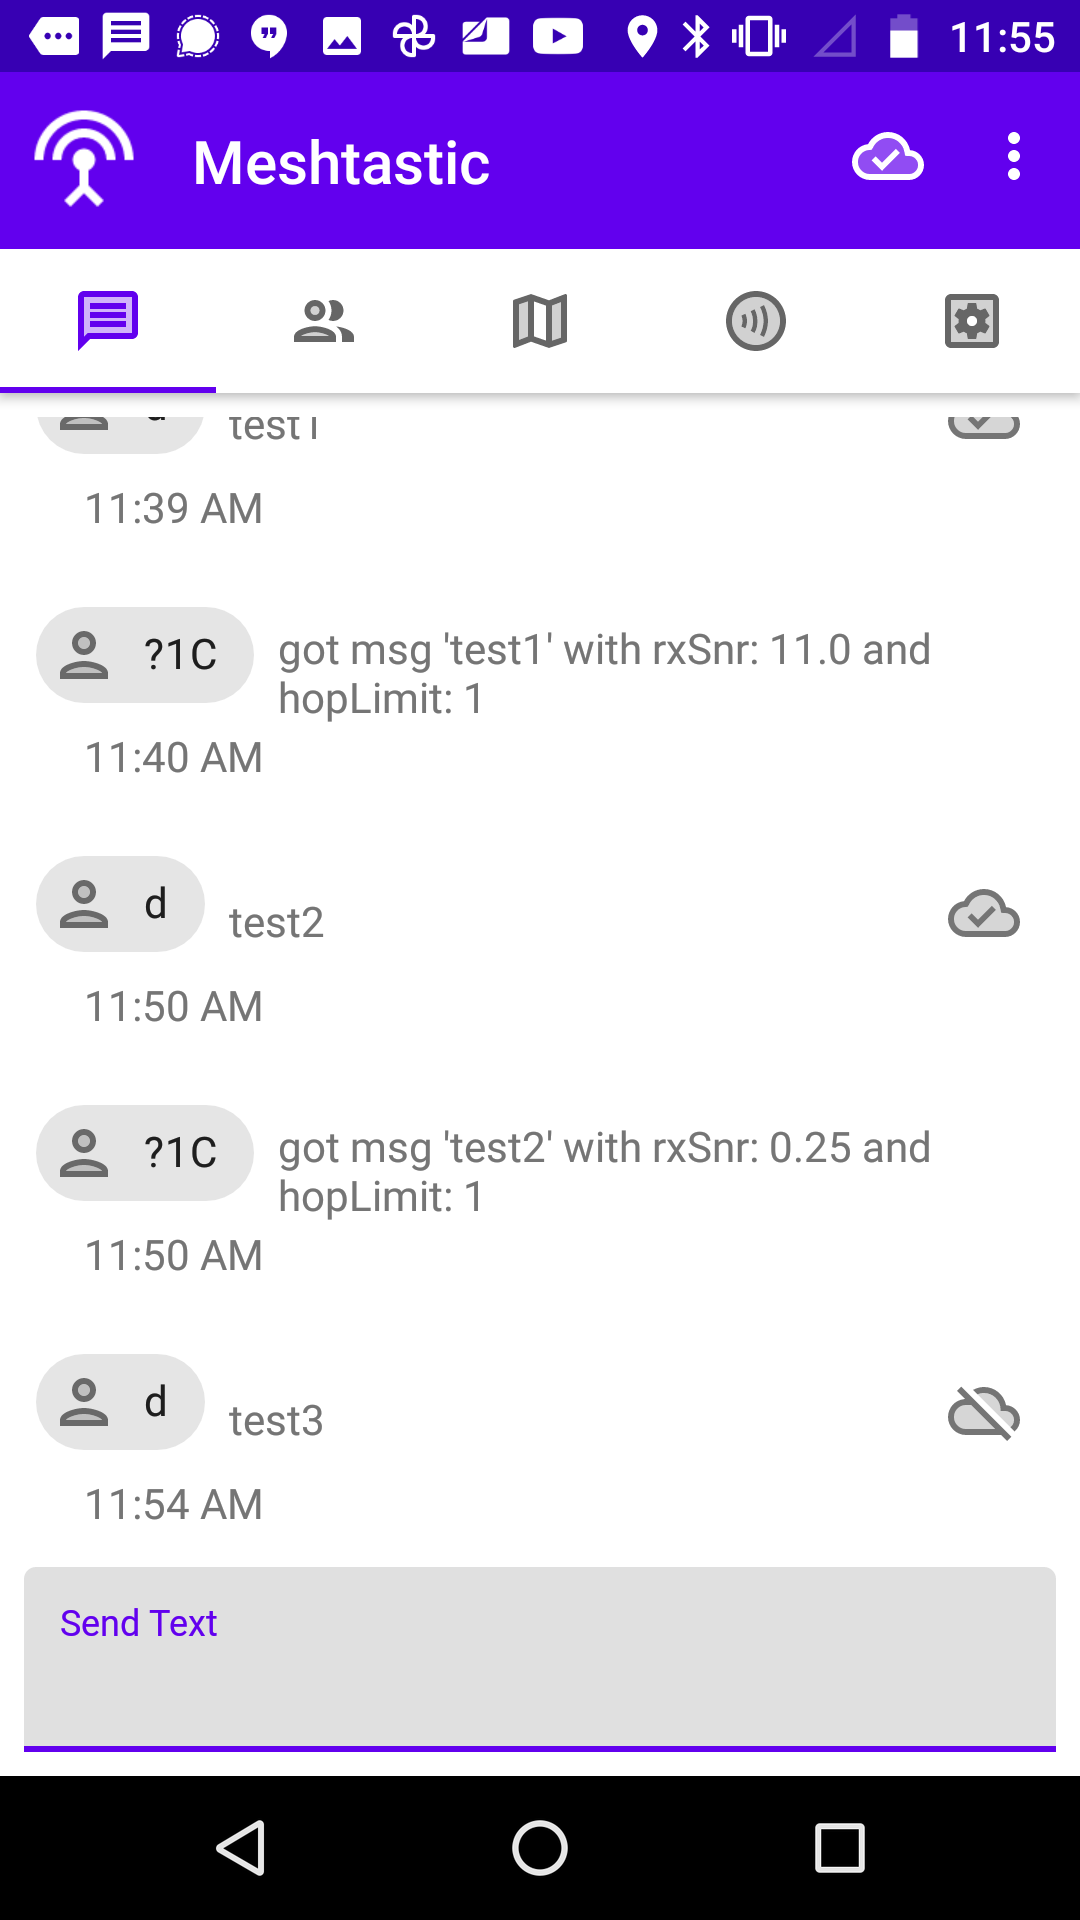 11:55
Meshtastic
d test1
11:39 AM
?1C got msg 'test1' with rxSnr: 11.0 and
hopLimit: 1
11:40 AM
d test2
11:50 AM
?1C got msg 'test2' with rxSnr: 0.25 and
hopLimit: 1
11:50 AM
d test3
11:54 AM
Send Text